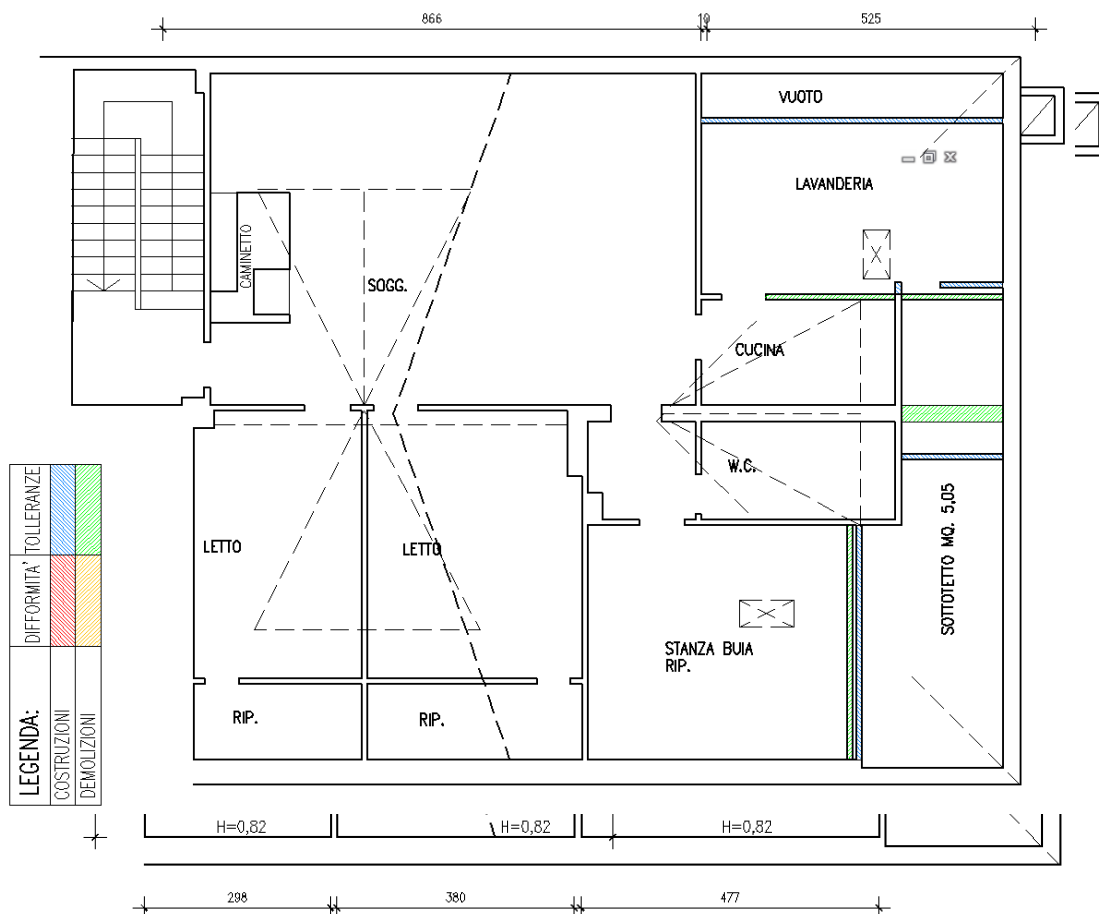 866
10
525
VUOTO
LAVANDERIA
CAMINETTO
SOGG.
CUCINA
W.C.
LETTO
LETTO
SOTTOTETTO MQ. 5,05
STANZA BUIA
RIP.
RIP.
RIP.
LEGENDA:
DIFFORMITA'
TOLLERANZE
COSTRUZIONI
DEMOLIZIONI
H=0,82
H=0,82
H=0,82
298
380
477